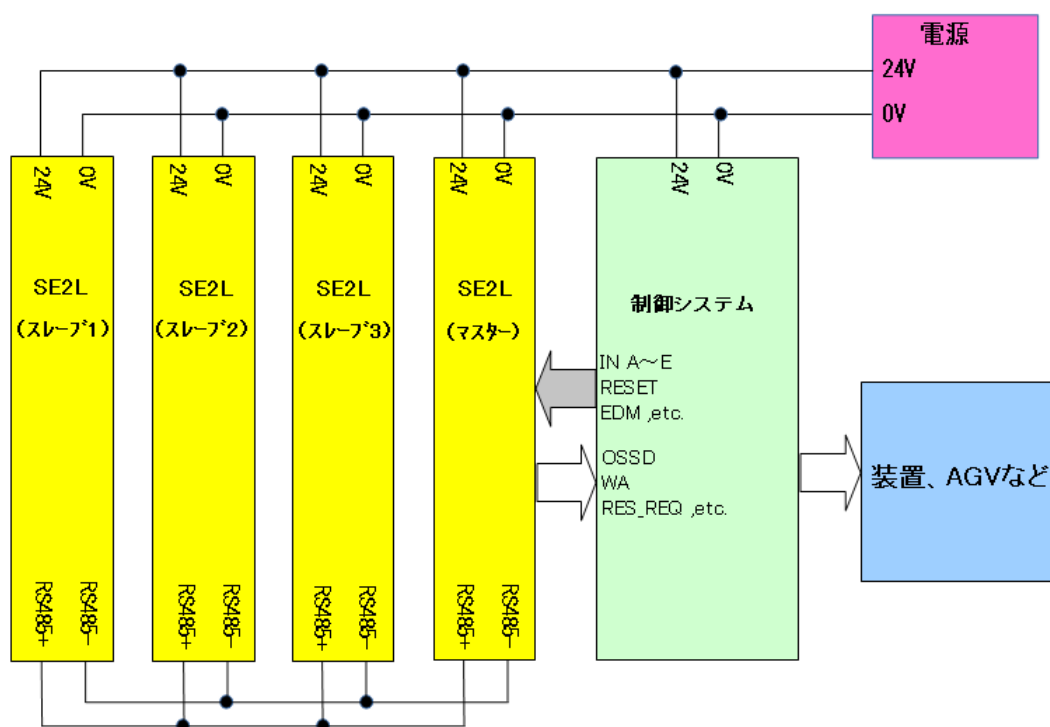 電源
24V
0V
24V
0V
SE2L
(ｽﾚｰﾌﾞ1)
RS485+
RS485-
24V
0V
SE2L
(ｽﾚｰﾌﾞ2)
RS485+
RS485-
24V
0V
SE2L
(ｽﾚｰﾌﾞ3)
RS485+
RS485-
24V
0V
SE2L
(ﾏｽﾀｰ)
RS485+
RS485-
24V
0V
制御システム
IN A～E
RESET
EDM ,etc.
OSSD
WA
RES_REQ ,etc.
装置、AGVなど